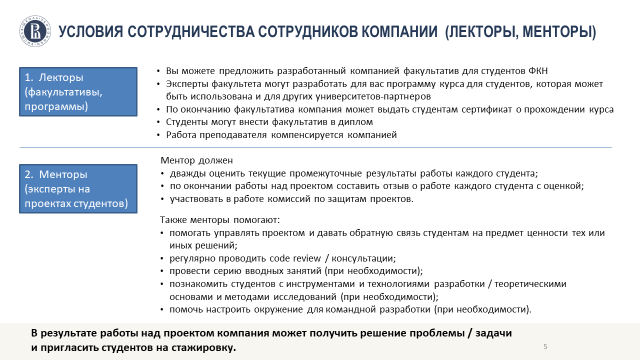 УСЛОВИЯ СОТРУДНИЧЕСТВА СОТРУДНИКОВ КОМПАНИИ (ЛЕКТОРЫ, МЕНТОРЫ)
1. Лекторы
(факультативы,
программы)
• Вы можете предложить разработанный компанией факультатив для студентов ФКН
• Эксперты факультета могут разработать для вас программу курса для студентов, которая может
быть использована и для других университетов-партнеров
• По окончанию факультатива компания может выдать студентам сертификат о прохождении курса
• Студенты могут внести факультатив в диплом
• Работа преподавателя компенсируется компанией
2. Менторы
(эксперты на
проектах студентов)
Ментор должен
• дважды оценить текущие промежуточные результаты работы каждого студента;
• по окончании работы над проектом составить отзыв о работе каждого студента с оценкой;
• участвовать в работе комиссий по защитам проектов.
Также менторы помогают:
• помогать управлять проектом и давать обратную связь студентам на предмет ценности тех или
иных решений;
• регулярно проводить code review / консультации;
• провести серию вводных занятий (при необходимости);
• познакомить студентов с инструментами и технологиями разработки / теоретическими
основами и методами исследований (при необходимости);
• помочь настроить окружение для командной разработки (при необходимости).
В результате работы над проектом компания может получить решение проблемы / задачи
и пригласить студентов на стажировку.
5